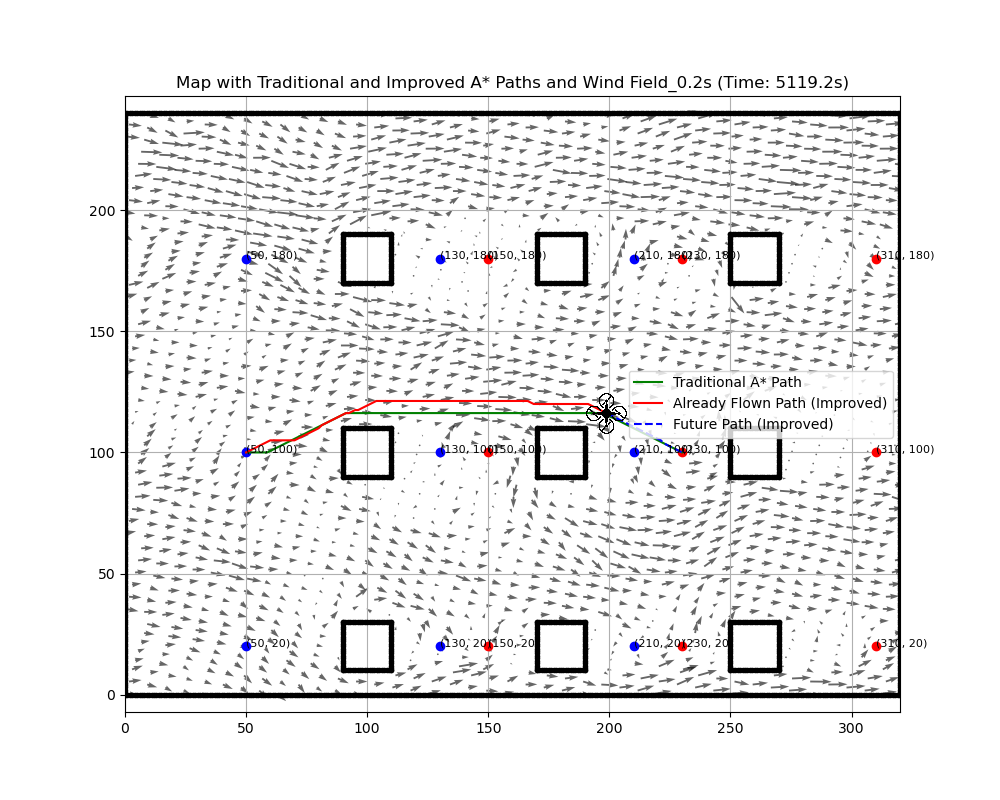 Map with Traditional and Improved A* Paths and Wind Field_0.2s (Time: 5119.2s)
200
(50, 180) (130, 180) (150, 180) (210, 180) (230, 180) (310, 180)
150
Traditional A* Path
Already Flown Path (Improved)
Future Path (Improved)
100
(50, 100) (130, 100) (150, 100) (210, 100) (230, 100) (310, 100)
50
(50, 20) (130, 20) (150, 20) (210, 20) (230, 20) (310, 20)
0
0 50 100 150 200 250 300